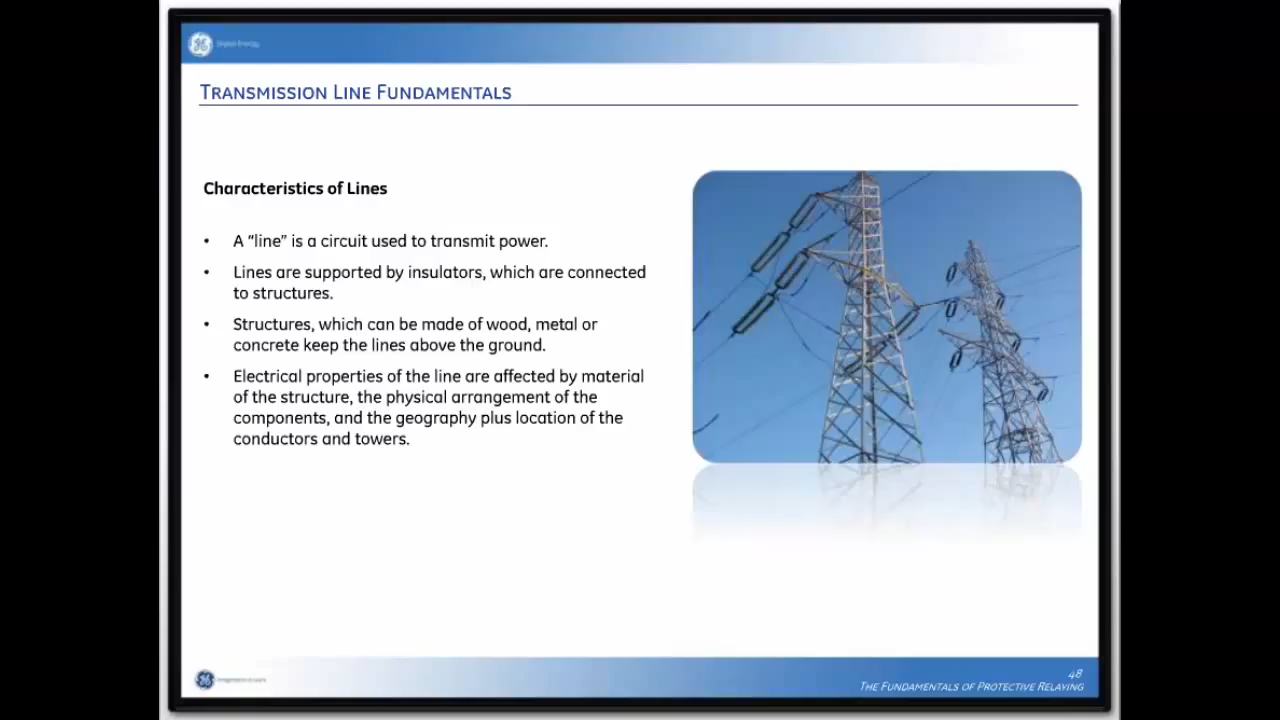 Digital Energy
TRANSMISSION LINE FUNDAMENTALS
Characteristics of Lines
• A “line” is a circuit used to transmit power.
• Lines are supported by insulators, which are connected
to structures.
• Structures, which can be made of wood, metal or
concrete keep the lines above the ground.
• Electrical properties of the line are affected by material
of the structure, the physical arrangement of the
components, and the geography plus location of the
conductors and towers.
48
THE FUNDAMENTALS OF PROTECTIVE RELAYING